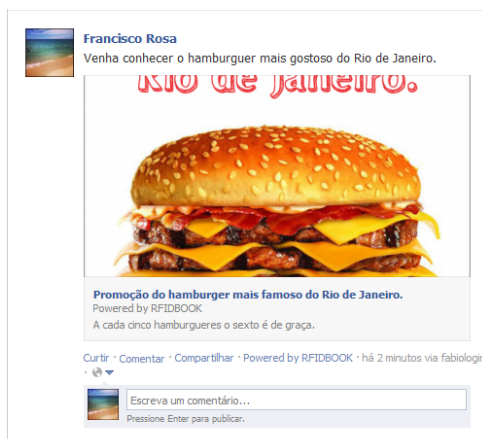 Francisco Rosa
Venha conhecer o hamburguer mais gostoso do Rio de Janeiro.
Rio de Janeiro.
Promoção do hamburger mais famoso do Rio de Janeiro.
Powered by RFIDBOOK
A cada cinco hamburgueres o sexto é de graça.
Curtir · Comentar · Compartilhar · Powered by RFIDBOOK · há 2 minutos via fabiologin
Escreva um comentário...
Pressione Enter para publicar.